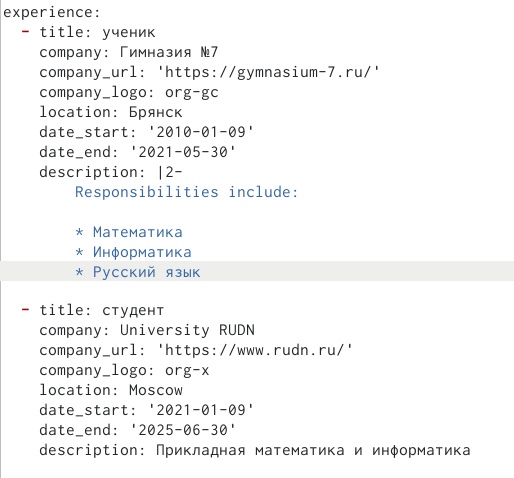 experience:
- title: ученик
company: Гимназия №7
company_url: 'https://gymnasium-7.ru/'
company_logo: org-gc
location: Брянск
date_start: '2010-01-09'
date_end: '2021-05-30'
description: |2-
Responsibilities include:
* Математика
* Информатика
* Русский язык
- title: студент
company: University RUDN
company_url: 'https://www.rudn.ru/'
company_logo: org-x
location: Moscow
date_start: '2021-01-09'
date_end: '2025-06-30'
description: Прикладная математика и информатика